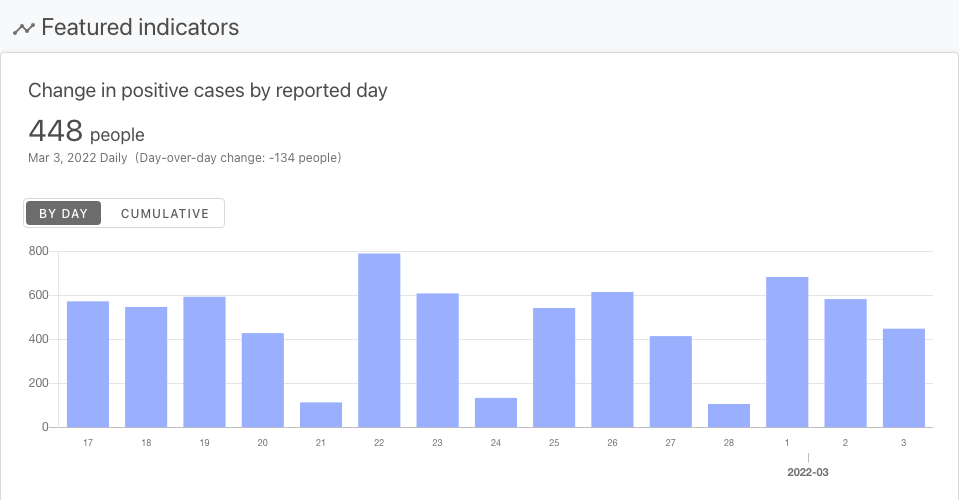 Featured indicators
Change in positive cases by reported day
448 people
Mar 3, 2022 Daily (Day-over-day change: -134 people)
BY DAY CUMULATIVE
800
600
400
200
0
17 18 19 20 21 22 23 24 25 26 27 28 1 2 3
2022-03